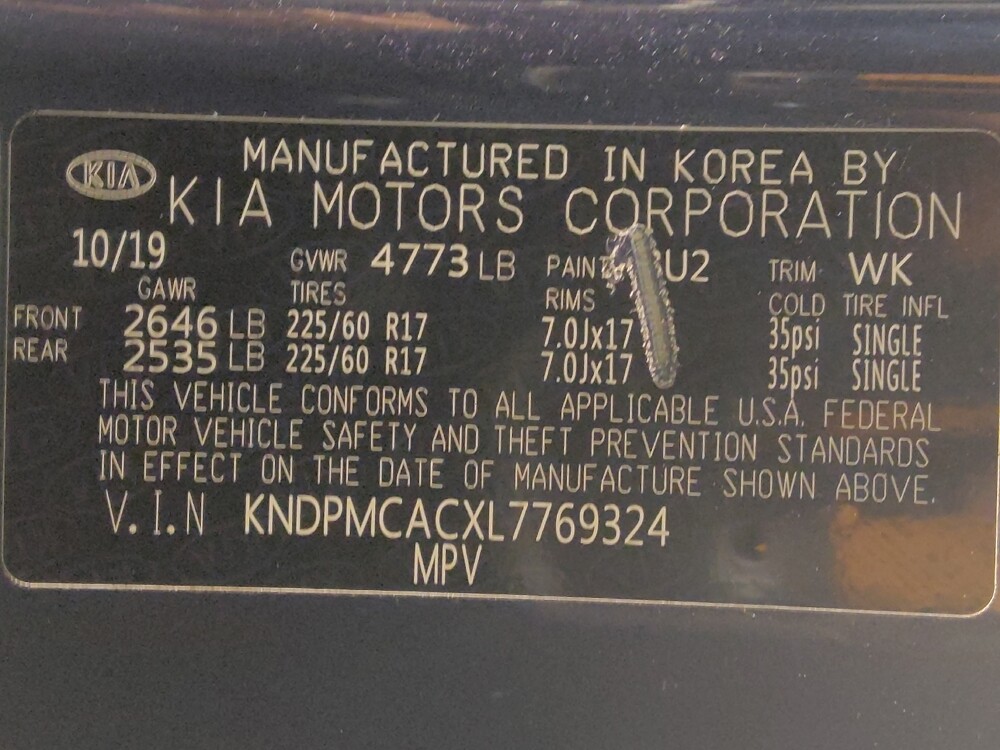 KIA MANUFACTURED IN KOREA BY
KIA MOTORS CORPORATION
10/19 GVWR 4773 LB PAINT U2 TRIM WK
GAWR TIRES RIMS COLD TIRE INFL
FRONT 2646 LB 225/60 R17 7.0Jx17 35psi SINGLE
REAR 2535 LB 225/60 R17 7.0Jx17 35psi SINGLE
THIS VEHICLE CONFORMS TO ALL APPLICABLE U.S.A. FEDERAL
MOTOR VEHICLE SAFETY AND THEFT PREVENTION STANDARDS
IN EFFECT ON THE DATE OF MANUFACTURE SHOWN ABOVE.
V.I.N KNDPMCACXL7769324
MPV